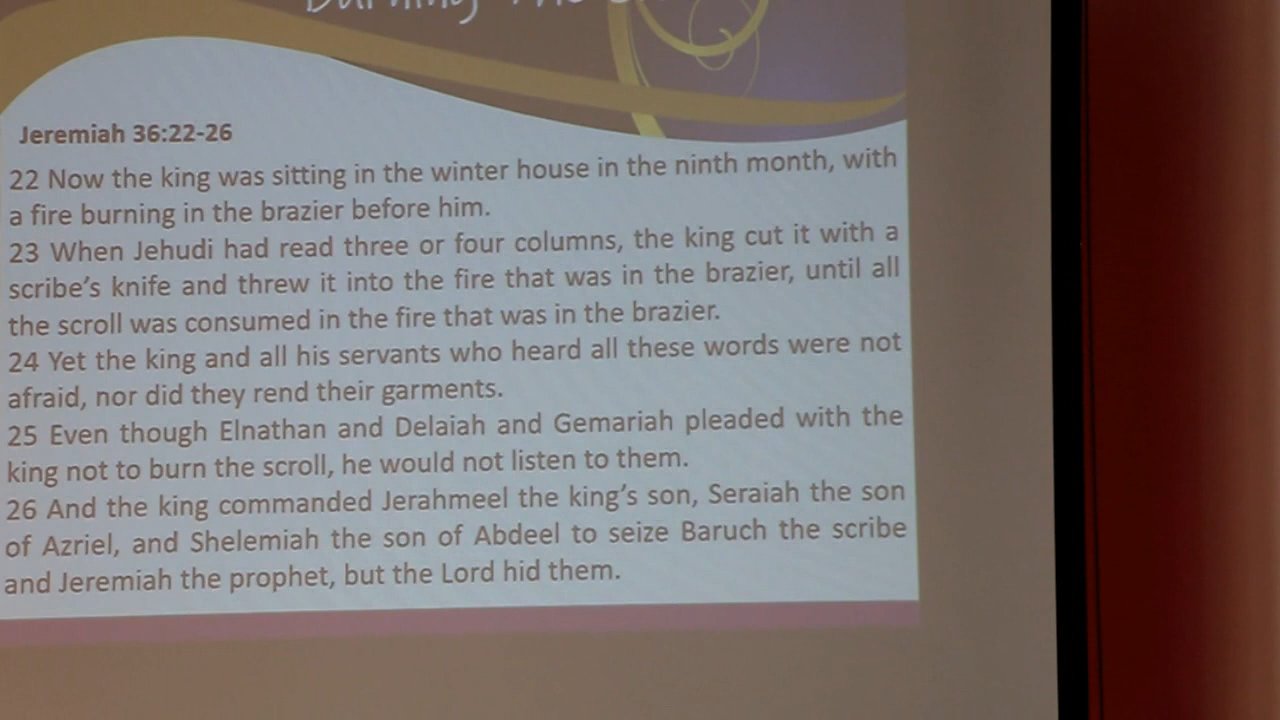 Burning The
Jeremiah 36:22-26
22 Now the king was sitting in the winter house in the ninth month, with
a fire burning in the brazier before him.
23 When Jehudi had read three or four columns, the king cut it with a
scribe’s knife and threw it into the fire that was in the brazier, until all
the scroll was consumed in the fire that was in the brazier.
24 Yet the king and all his servants who heard all these words were not
afraid, nor did they rend their garments.
25 Even though Elnathan and Delaiah and Gemariah pleaded with the
king not to burn the scroll, he would not listen to them.
26 And the king commanded Jerahmeel the king’s son, Seraiah the son
of Azriel, and Shelemiah the son of Abdeel to seize Baruch the scribe
and Jeremiah the prophet, but the Lord hid them.